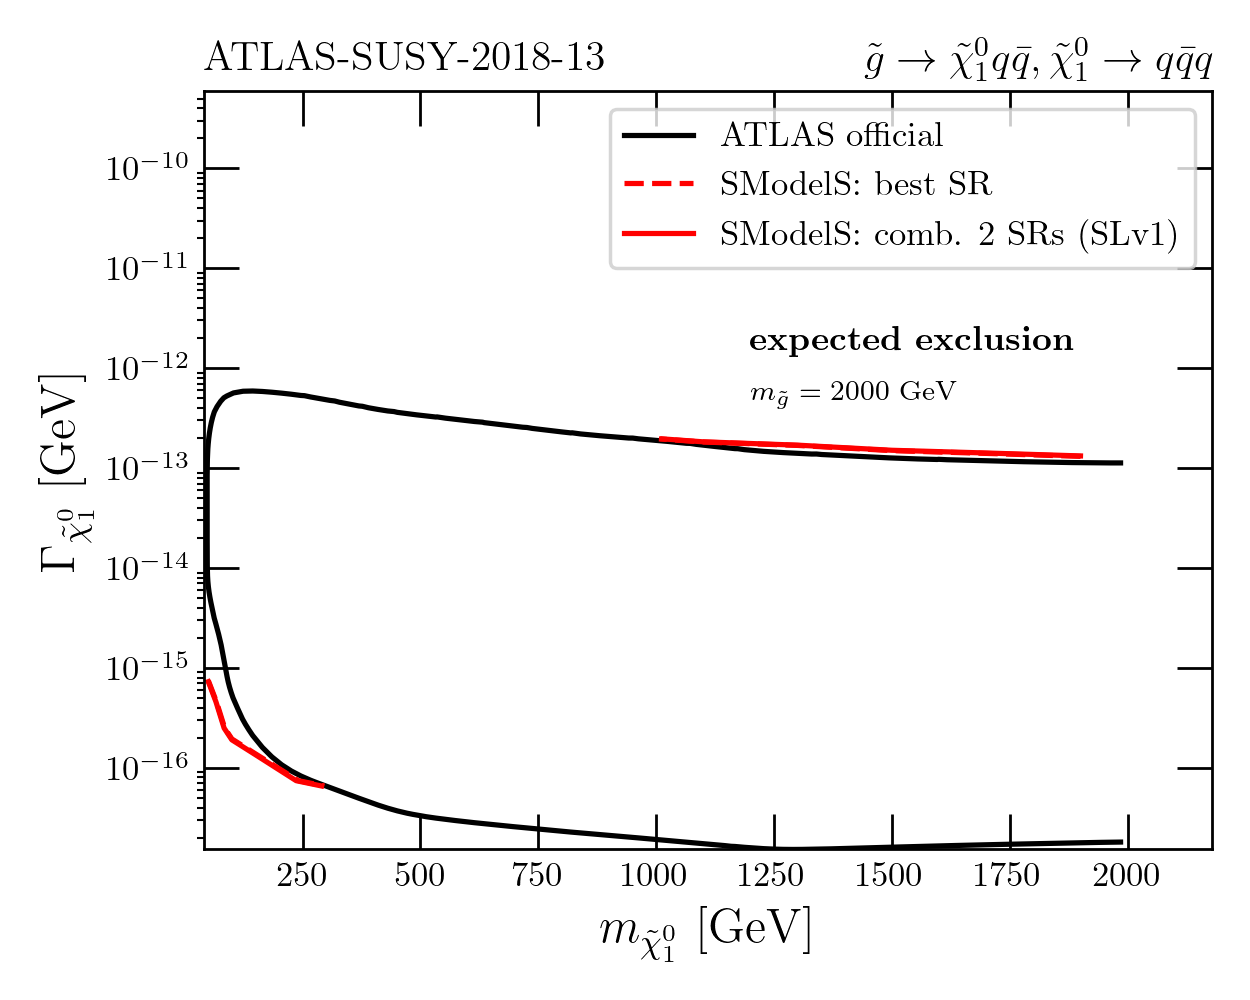 ATLAS-SUSY-2018-13
g̃ → χ̃₁⁰qq̄, χ̃₁⁰ → qq̄q
ATLAS official
SModelS: best SR
SModelS: comb. 2 SRs (SLv1)
expected exclusion
m_g̃ = 2000 GeV
Γ_χ̃₁⁰ [GeV]
10⁻¹⁰
10⁻¹¹
10⁻¹²
10⁻¹³
10⁻¹⁴
10⁻¹⁵
10⁻¹⁶
250 500 750 1000 1250 1500 1750 2000
m_χ̃₁⁰ [GeV]